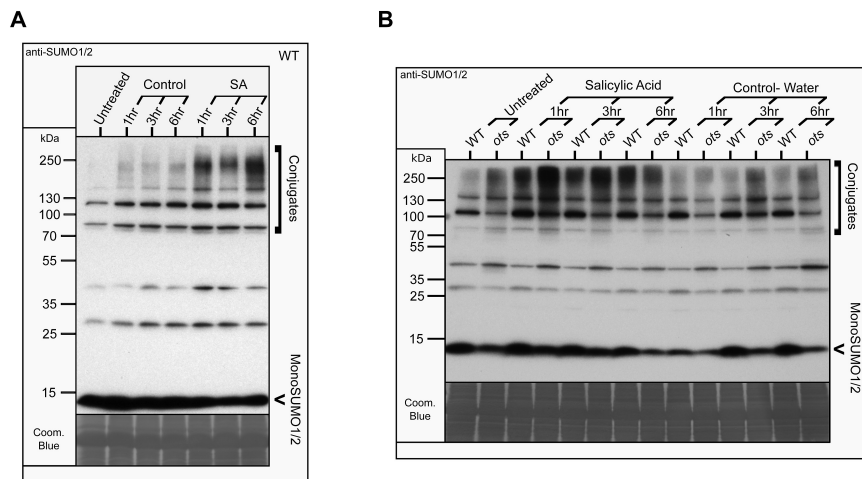 A
anti-SUMO1/2
WT
Control
SA
Untreated
1hr
3hr
6hr
1hr
3hr
6hr
kDa
250
130
100
70
55
35
25
15
Conjugates
MonoSUMO1/2
<
Coom.
Blue
B
anti-SUMO1/2
Untreated
Salicylic Acid
Control- Water
1hr
3hr
6hr
1hr
3hr
6hr
WT
ots
WT
ots
WT
ots
WT
ots
WT
ots
WT
ots
WT
ots
kDa
250
130
100
70
55
35
25
15
Conjugates
MonoSUMO1/2
<
Coom.
Blue